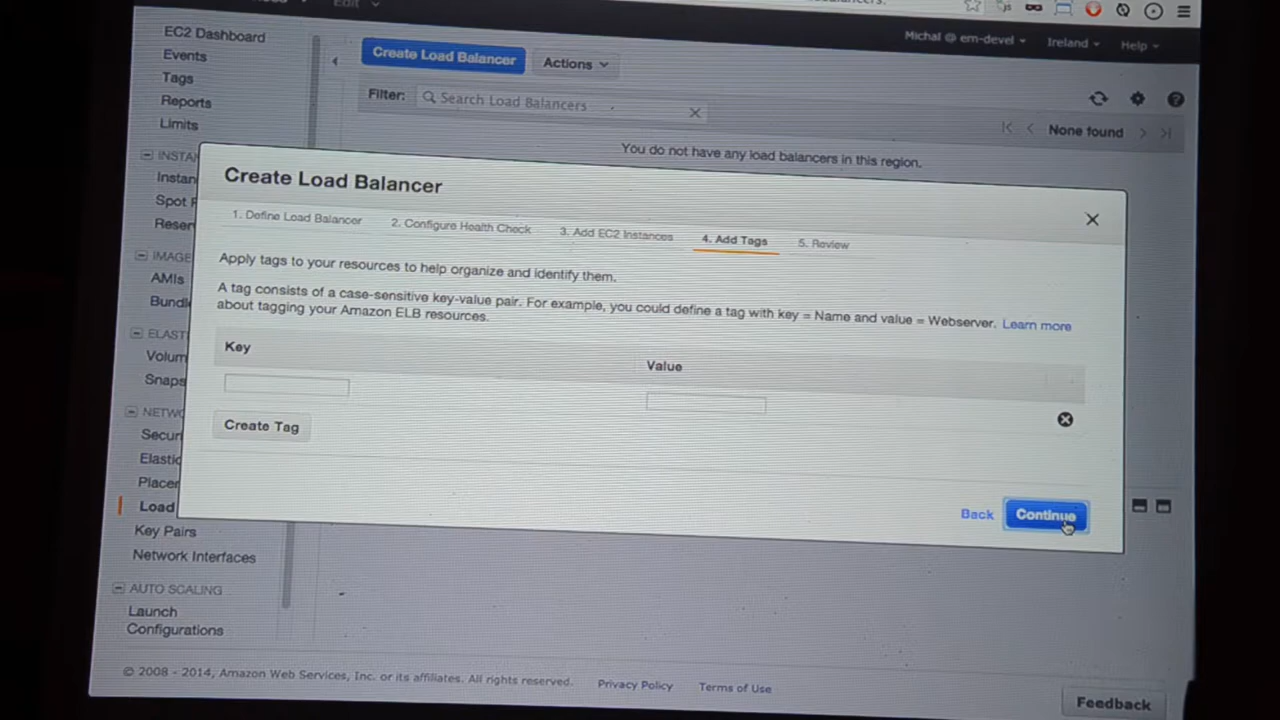 Edit
Michal @ em-devel
Ireland
Help
EC2 Dashboard
Events
Tags
Reports
Limits
INSTAN
Instan
Spot R
Reser
IMAGE
AMIs
Bundle
ELAST
Volum
Snaps
NETWO
Securi
Elastic
Placer
Load
Key Pairs
Network Interfaces
AUTO SCALING
Launch
Configurations
Create Load Balancer
Actions
Filter:
Search Load Balancers
None found
You do not have any load balancers in this region.
Create Load Balancer
1. Define Load Balancer
2. Configure Health Check
3. Add EC2 Instances
4. Add Tags
5. Review
Apply tags to your resources to help organize and identify them.
A tag consists of a case-sensitive key-value pair. For example, you could define a tag with key = Name and value = Webserver. Learn more
about tagging your Amazon ELB resources.
Key
Value
Create Tag
Back
Continue
© 2008 - 2014, Amazon Web Services, Inc. or its affiliates. All rights reserved.
Privacy Policy
Terms of Use
Feedback